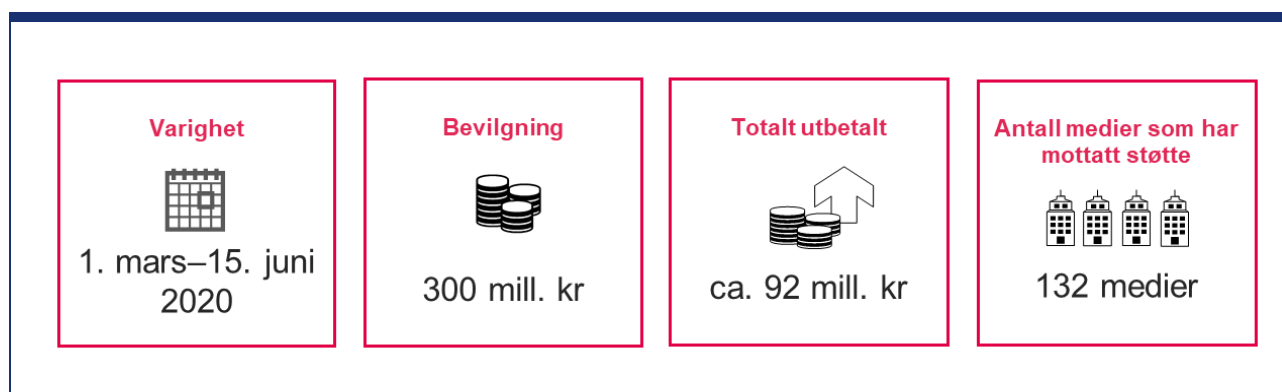 Varighet
1. mars–15. juni
2020
Bevilgning
300 mill. kr
Totalt utbetalt
ca. 92 mill. kr
Antall medier som har
mottatt støtte
132 medier